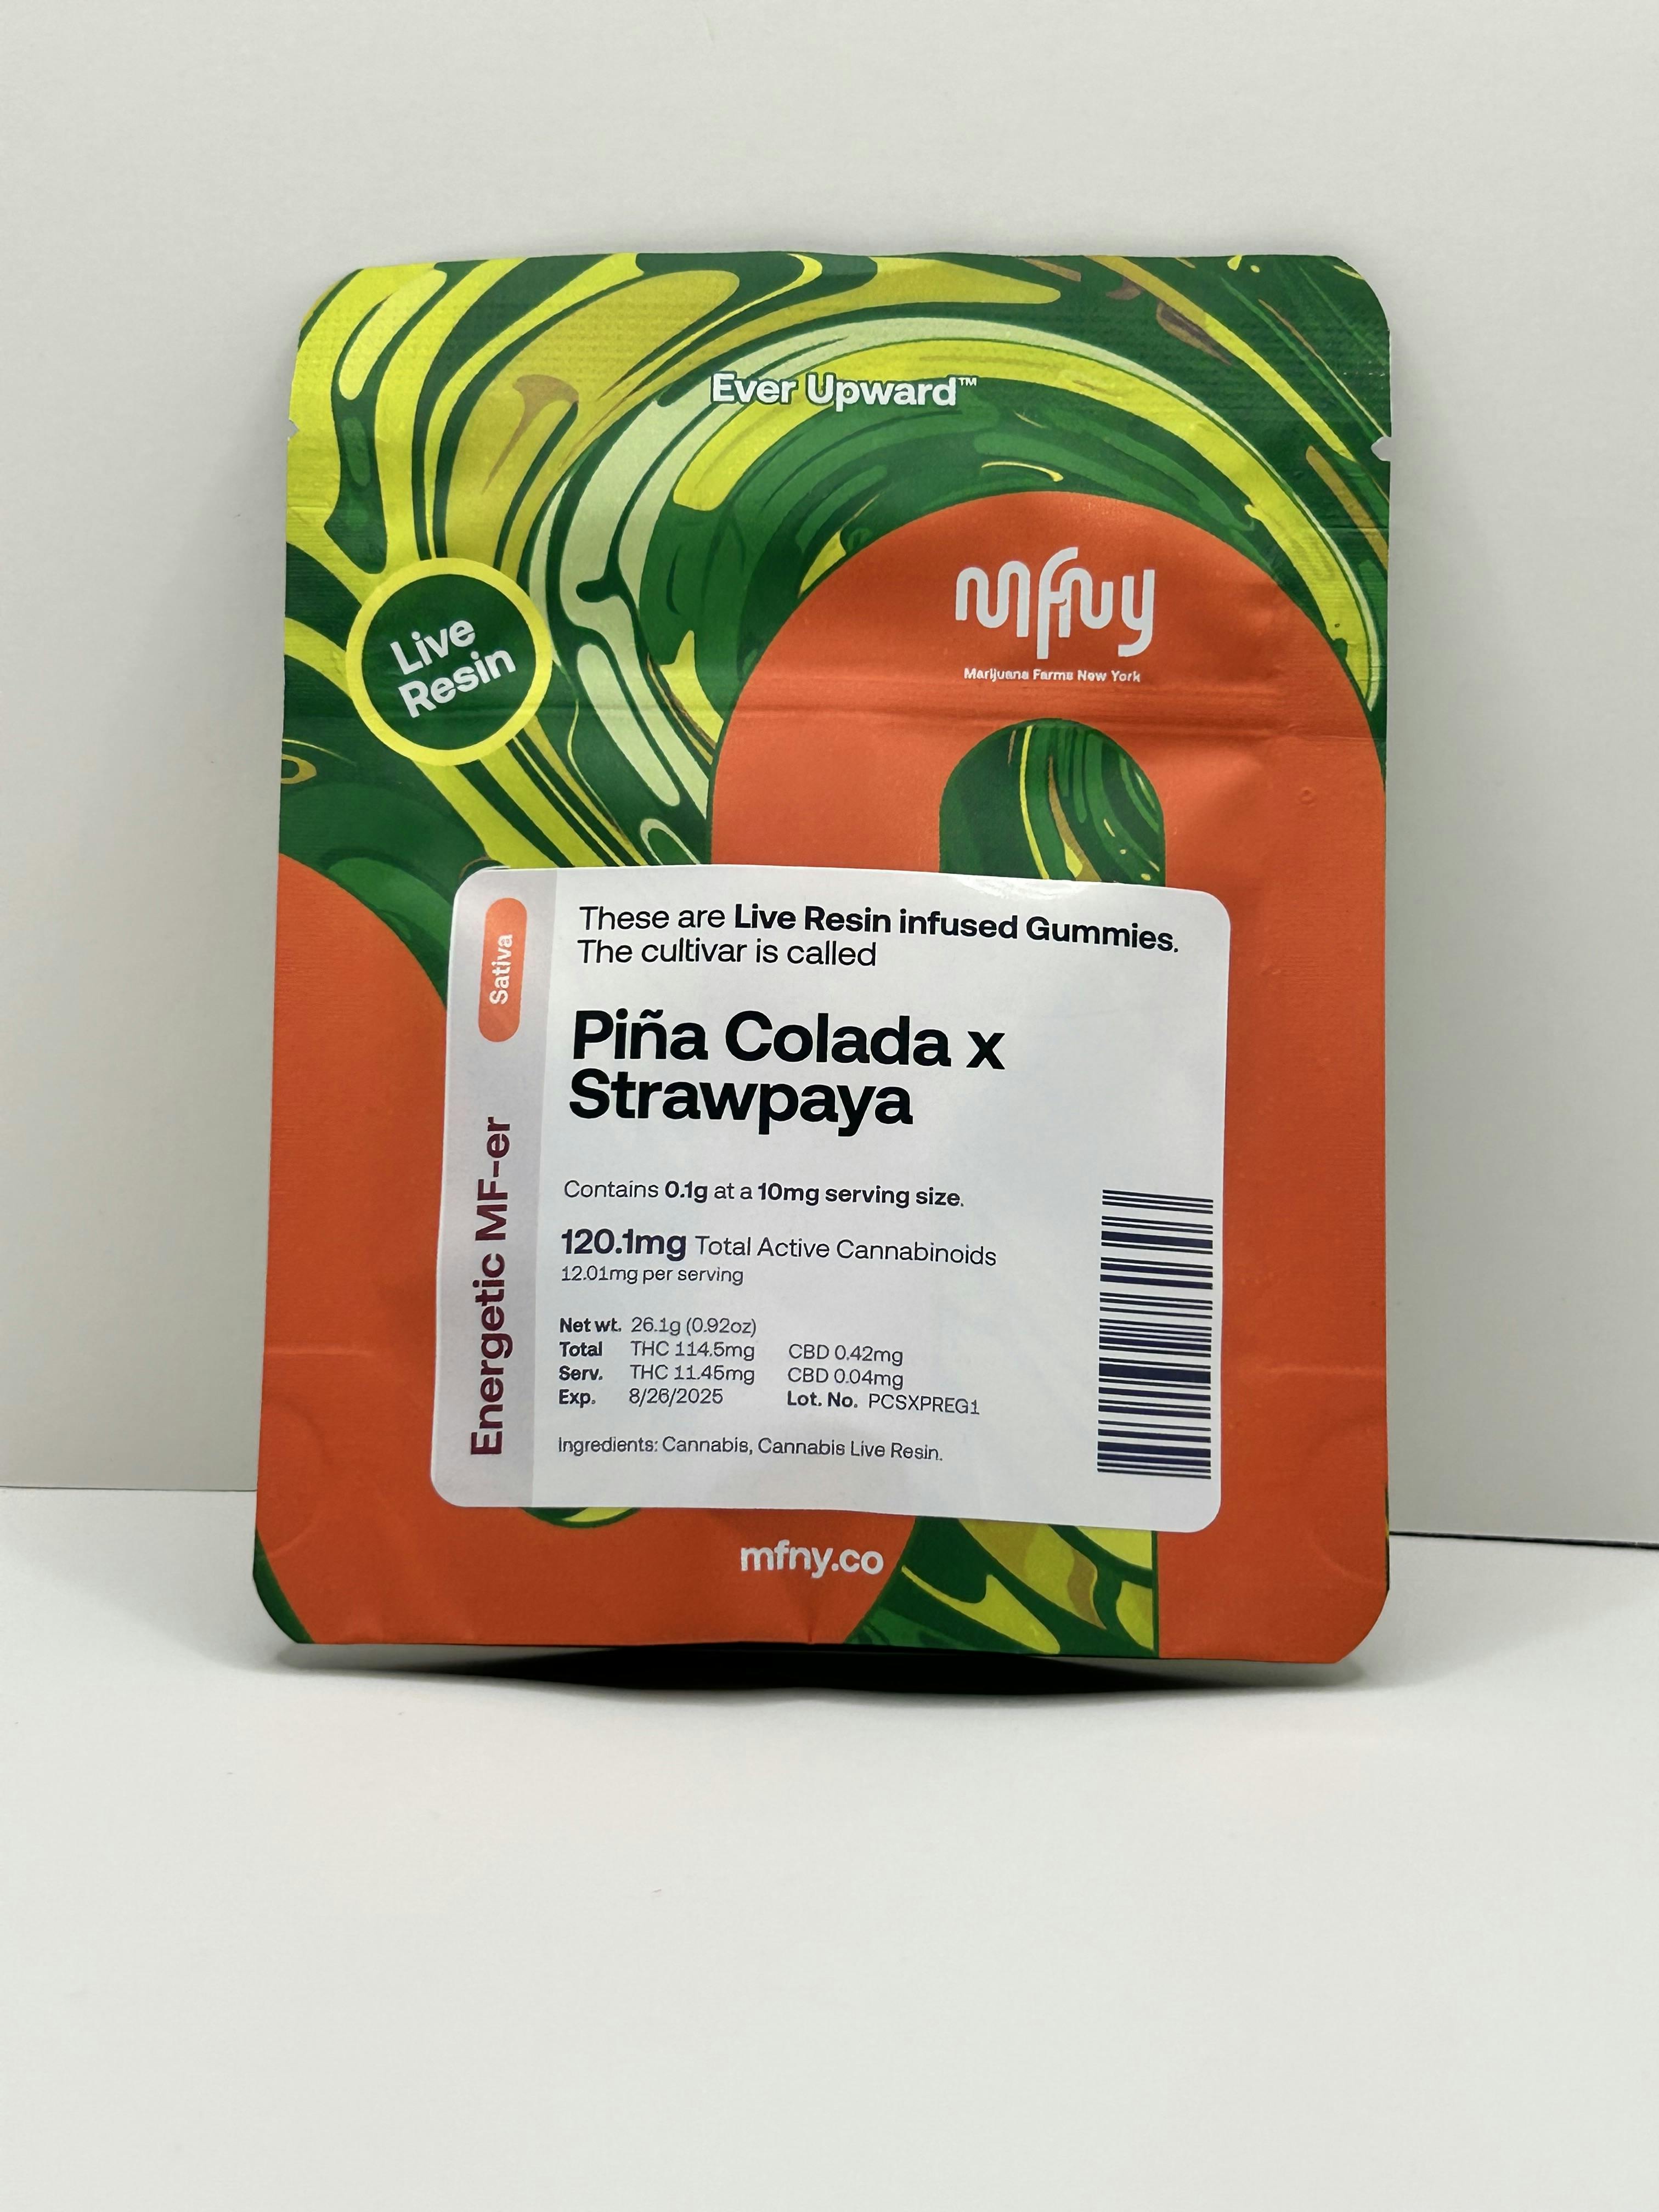 Ever Upward™
Live
Resin
mfny
Marijuana Farms New York
Sativa
Energetic MF-er
These are Live Resin infused Gummies.
The cultivar is called
Piña Colada x
Strawpaya
Contains 0.1g at a 10mg serving size.
120.1mg Total Active Cannabinoids
12.01mg per serving
Net wt. 26.1g (0.92oz)
Total THC 114.5mg CBD 0.42mg
Serv. THC 11.45mg CBD 0.04mg
Exp. 8/26/2025 Lot. No. PCSXPREG1
Ingredients: Cannabis, Cannabis Live Resin.
mfny.co